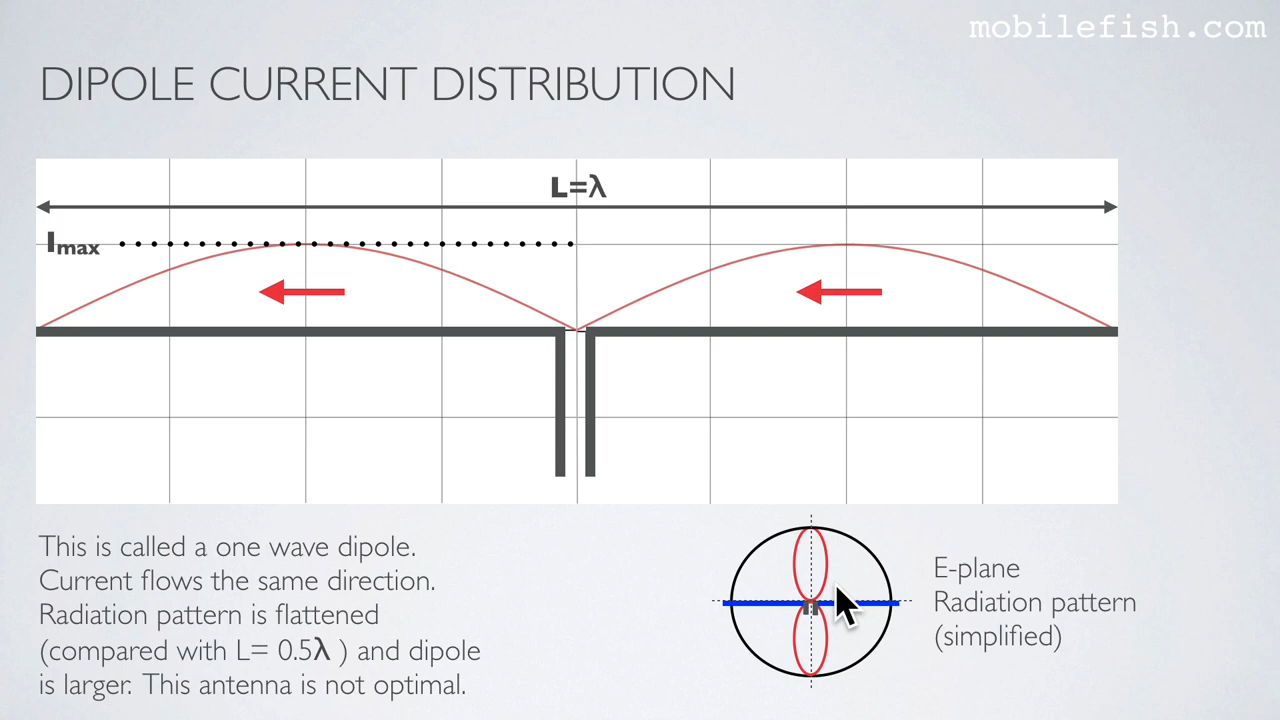 mobilefish.com
DIPOLE CURRENT DISTRIBUTION
L=λ
Imax
This is called a one wave dipole.
Current flows the same direction.
Radiation pattern is flattened
(compared with L= 0.5λ ) and dipole
is larger. This antenna is not optimal.
E-plane
Radiation pattern
(simplified)